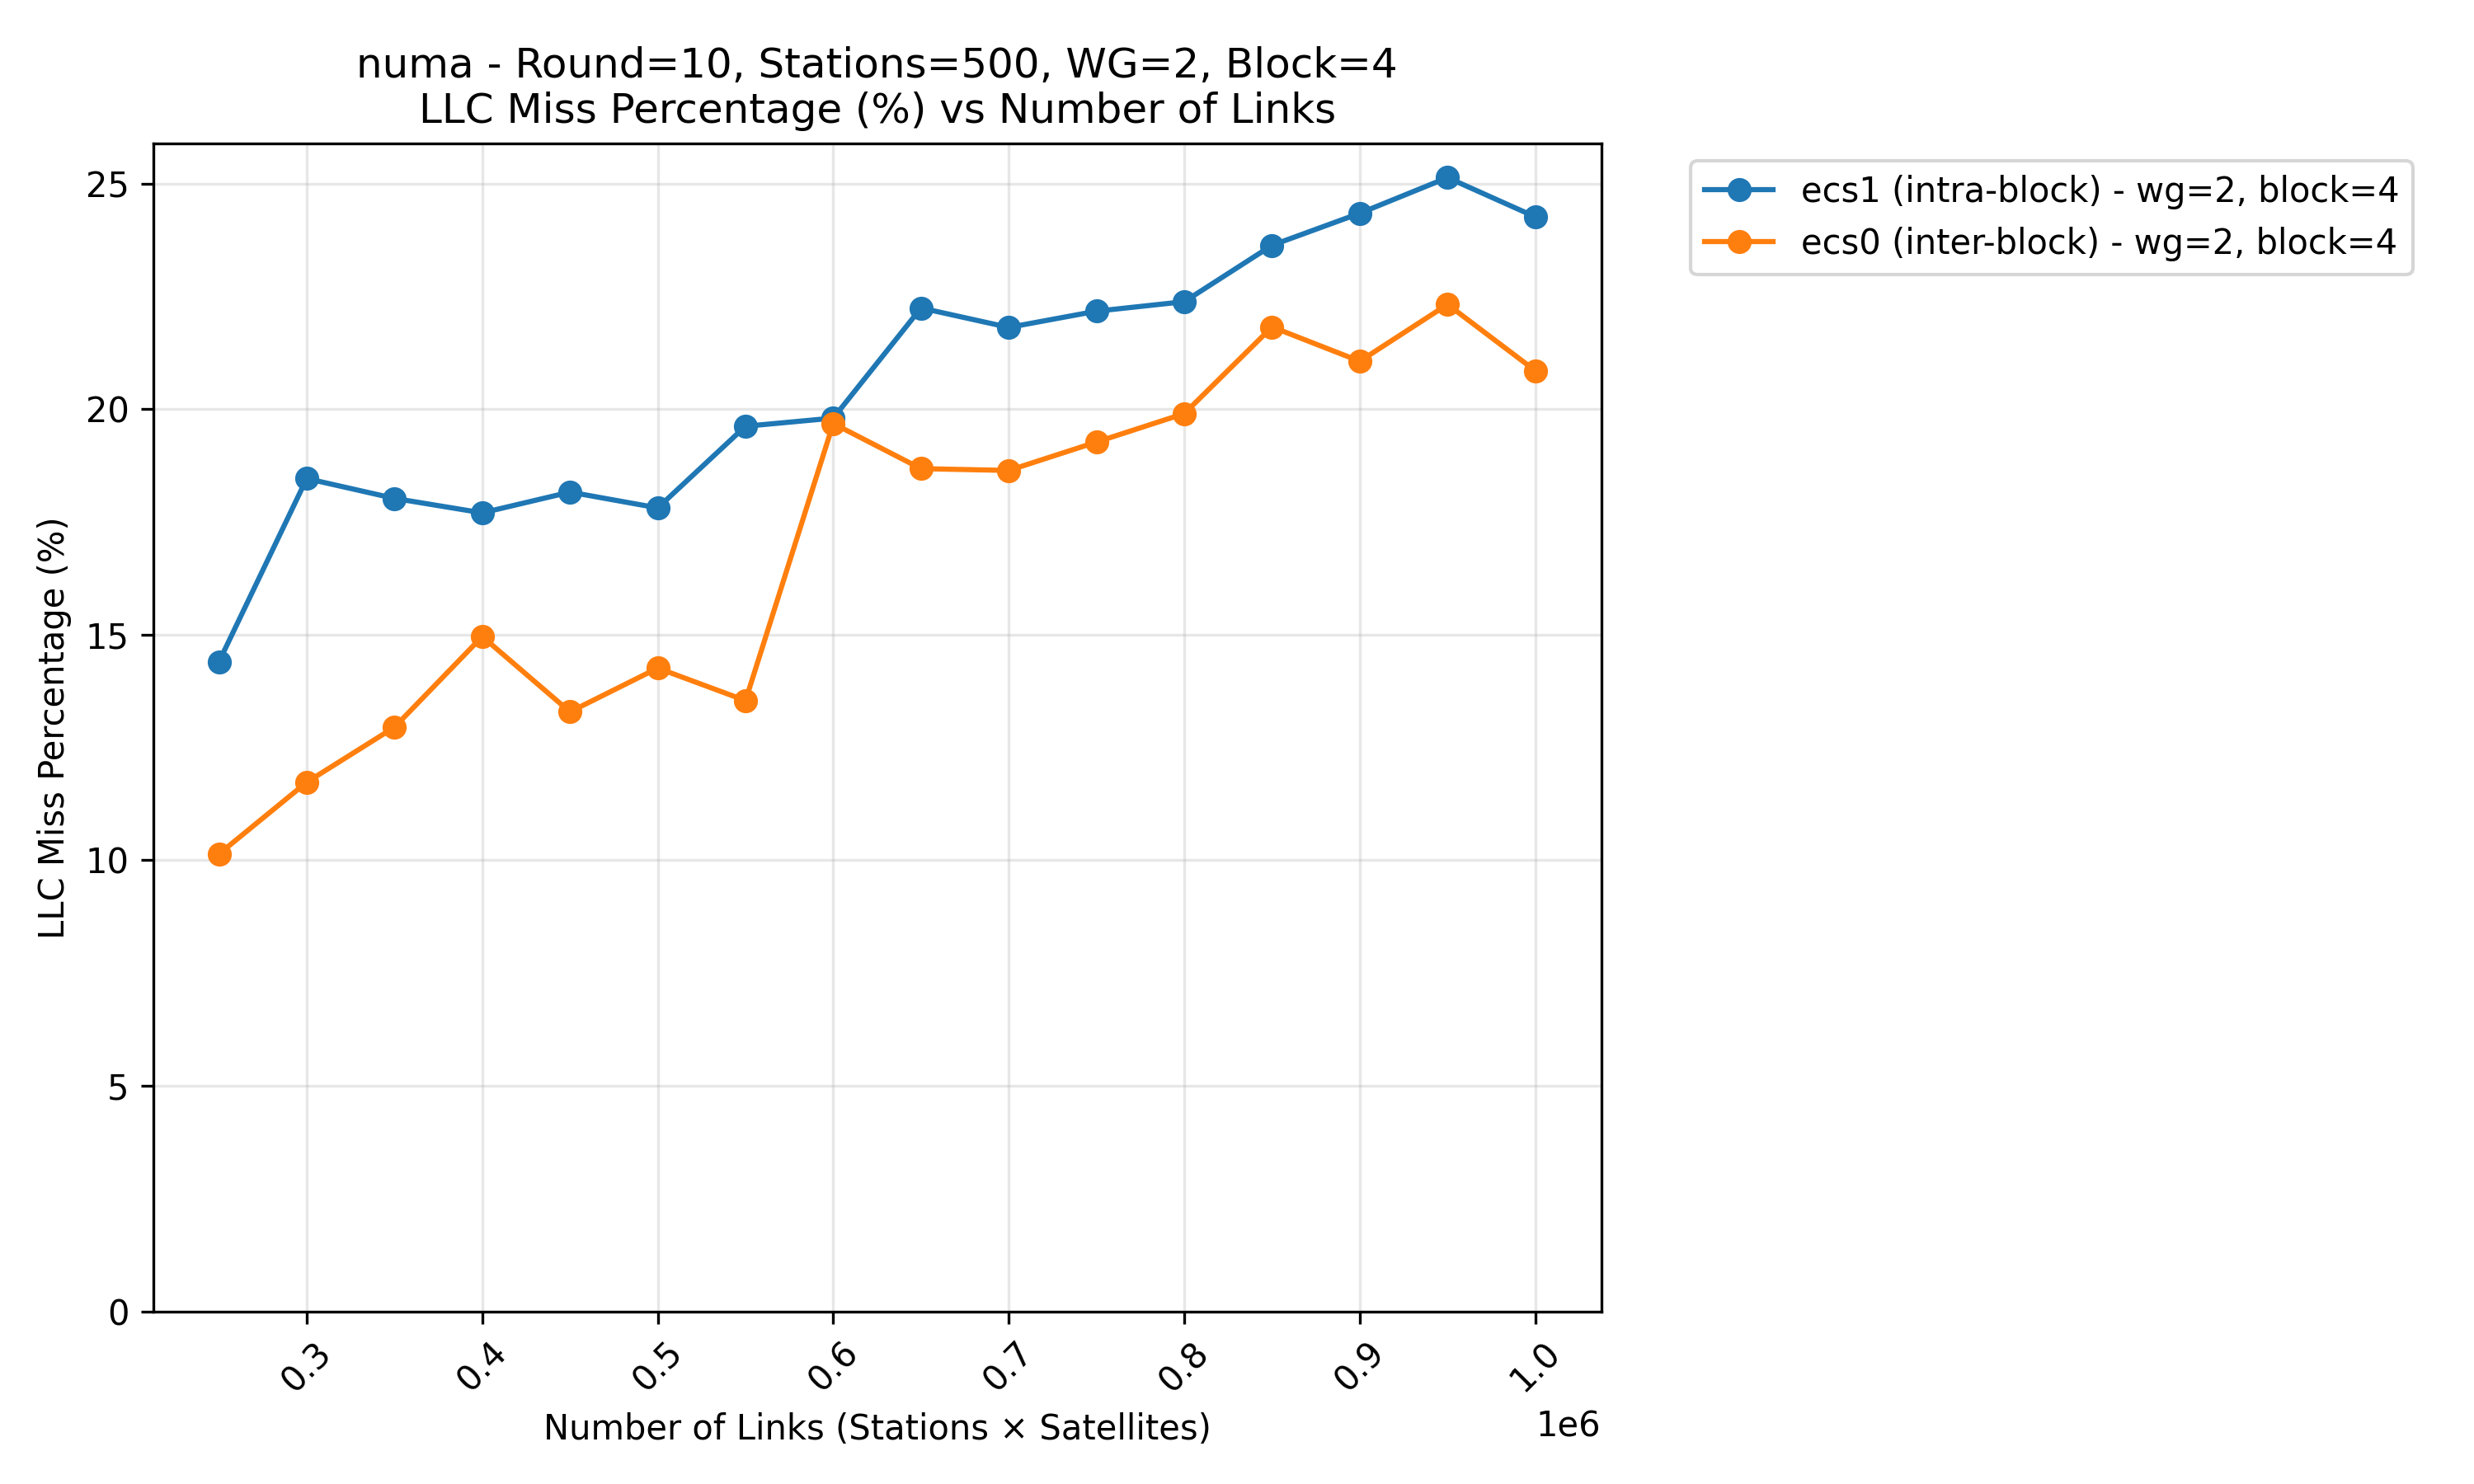 numa - Round=10, Stations=500, WG=2, Block=4
LLC Miss Percentage (%) vs Number of Links
ecs1 (intra-block) - wg=2, block=4
ecs0 (inter-block) - wg=2, block=4
LLC Miss Percentage (%)
25
20
15
10
5
0
0.3
0.4
0.5
0.6
0.7
0.8
0.9
1.0
Number of Links (Stations × Satellites)
1e6